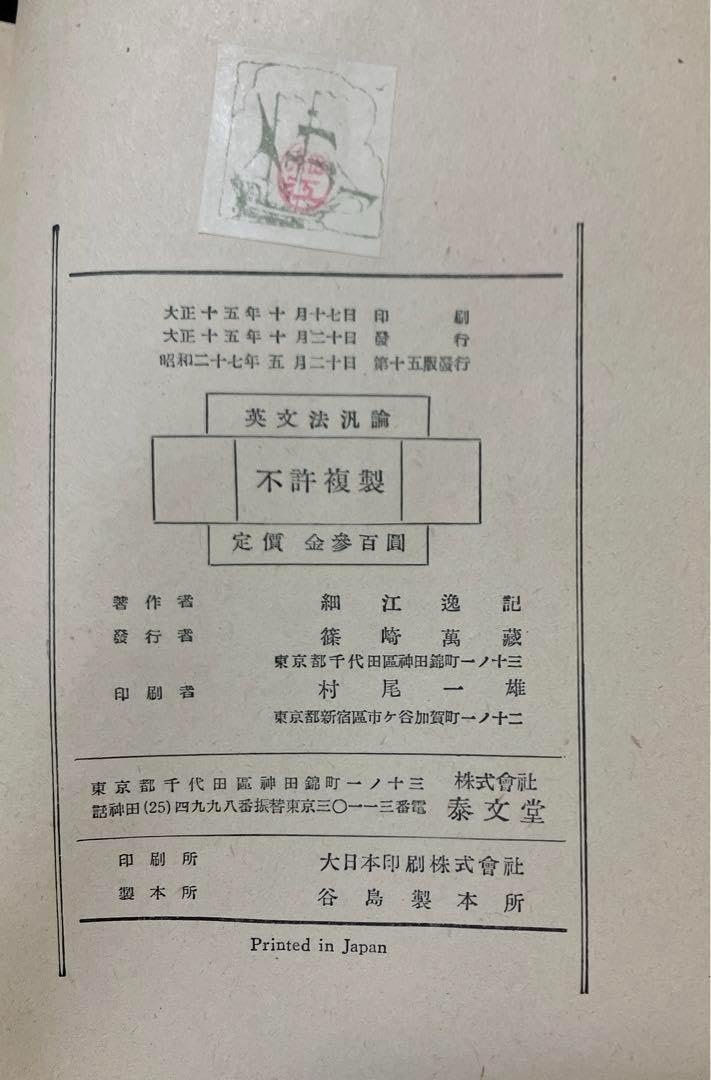 大正十五年十月十七日 印刷
大正十五年十月二十日 發行
昭和二十七年五月二十日 第十五版發行
英文法汎論
不許複製
定價 金參百圓
著作者 細江逸記
發行者 篠崎萬藏
東京都千代田區神田錦町一ノ十三
印刷者 村尾一雄
東京都新宿區市ケ谷加賀町一ノ十二
東京都千代田區神田錦町一ノ十三 株式會社
話神田(25)四九九八番振替東京三〇一一三番電 泰文堂
印刷所 大日本印刷株式會社
製本所 谷島製本所
Printed in Japan